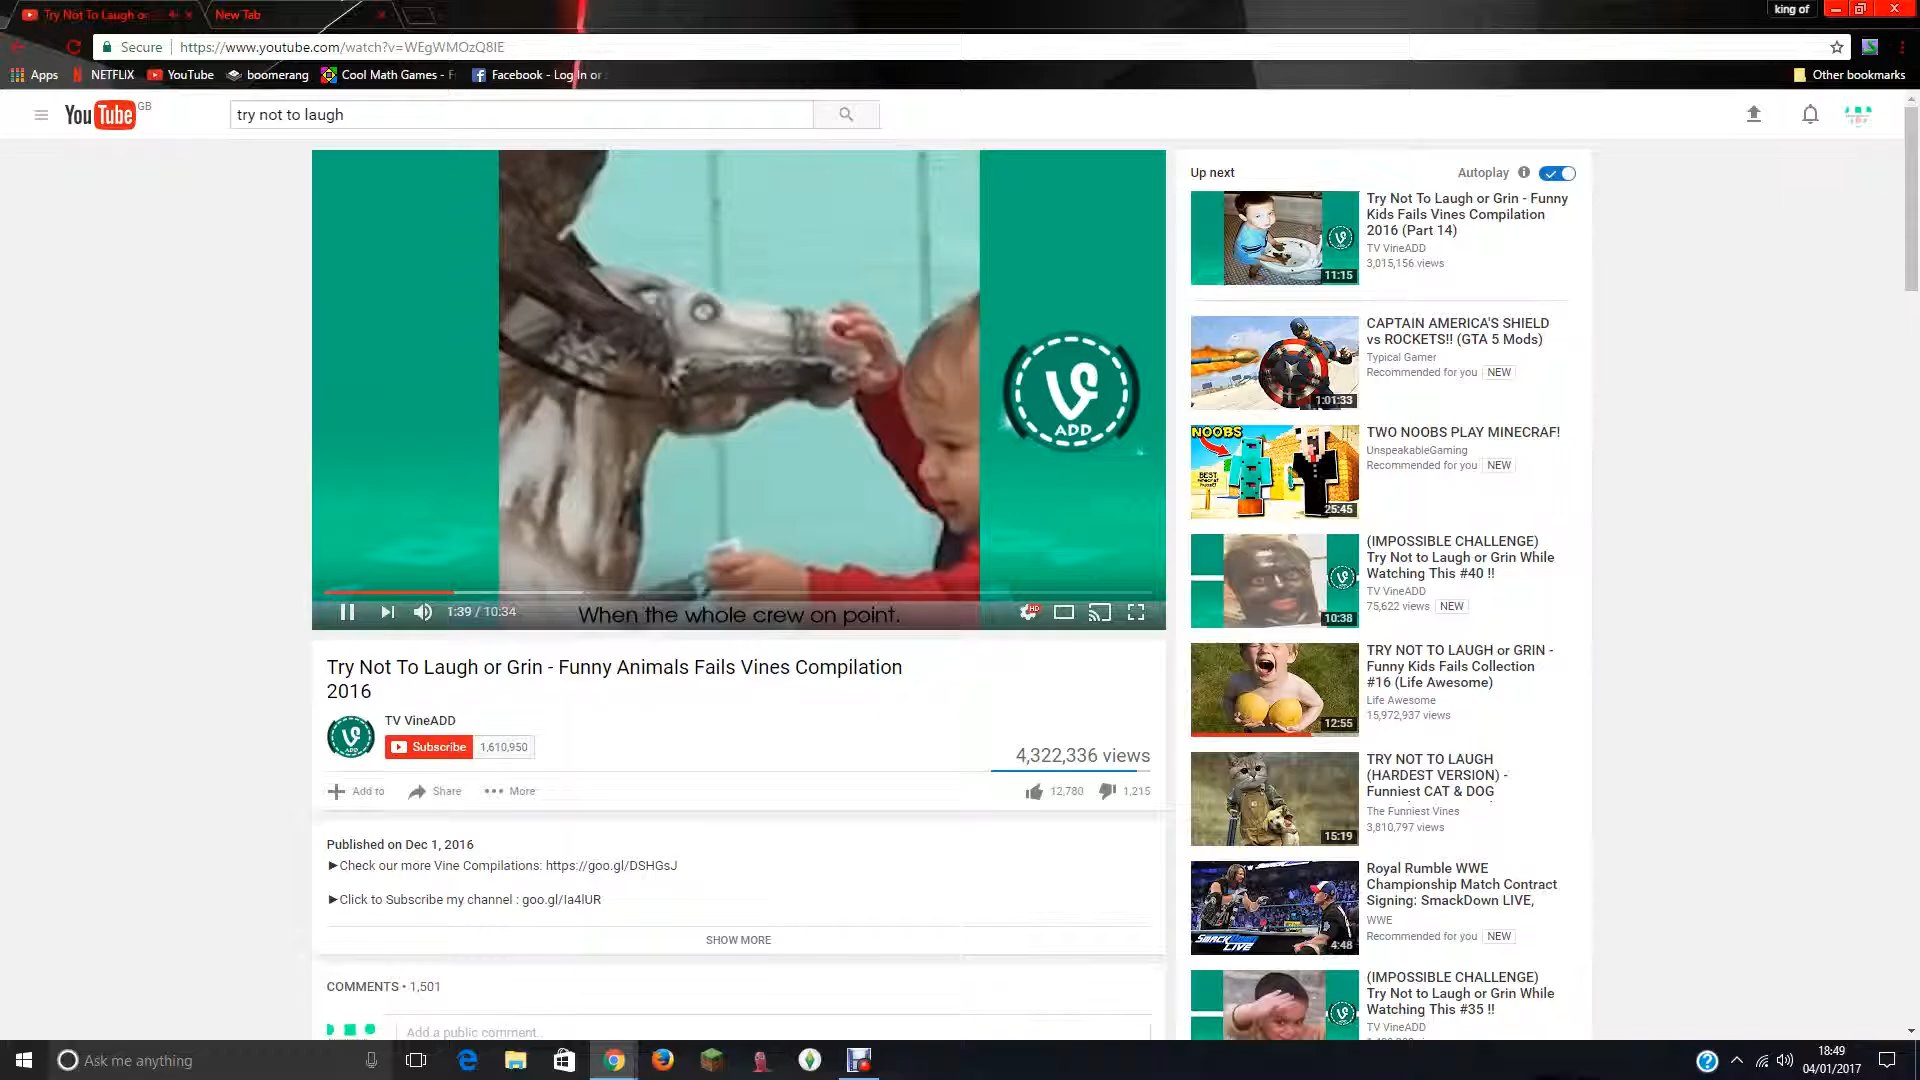 Try Not To Laugh or
New Tab
king of
Secure
https://www.youtube.com/watch?v=WEgWMOzQ8IE
Apps
NETFLIX
YouTube
boomerang
Cool Math Games - F
Facebook - Log In or
Other bookmarks
YouTube GB
try not to laugh
ADD
1:39 / 10:34
When the whole crew on point.
HD
Try Not To Laugh or Grin - Funny Animals Fails Vines Compilation
2016
TV VineADD
Subscribe
1,610,950
4,322,336 views
Add to
Share
More
12,780
1,215
Published on Dec 1, 2016
►Check our more Vine Compilations: https://goo.gl/DSHGsJ
►Click to Subscribe my channel : goo.gl/Ia4lUR
SHOW MORE
COMMENTS • 1,501
Add a public comment..
Up next
Autoplay
Try Not To Laugh or Grin - Funny
Kids Fails Vines Compilation
2016 (Part 14)
TV VineADD
3,015,156 views
11:15
CAPTAIN AMERICA'S SHIELD
vs ROCKETS!! (GTA 5 Mods)
Typical Gamer
Recommended for you NEW
1:01:33
TWO NOOBS PLAY MINECRAF!
UnspeakableGaming
Recommended for you NEW
NOOBS
BEST
25:45
(IMPOSSIBLE CHALLENGE)
Try Not to Laugh or Grin While
Watching This #40 !!
TV VineADD
75,622 views NEW
10:38
TRY NOT TO LAUGH or GRIN -
Funny Kids Fails Collection
#16 (Life Awesome)
Life Awesome
15,972,937 views
12:55
TRY NOT TO LAUGH
(HARDEST VERSION) -
Funniest CAT & DOG
The Funniest Vines
3,810,797 views
15:19
Royal Rumble WWE
Championship Match Contract
Signing: SmackDown LIVE,
WWE
Recommended for you NEW
SMACKDOWN
LIVE
4:48
(IMPOSSIBLE CHALLENGE)
Try Not to Laugh or Grin While
Watching This #35 !!
TV VineADD
Ask me anything
18:49
04/01/2017